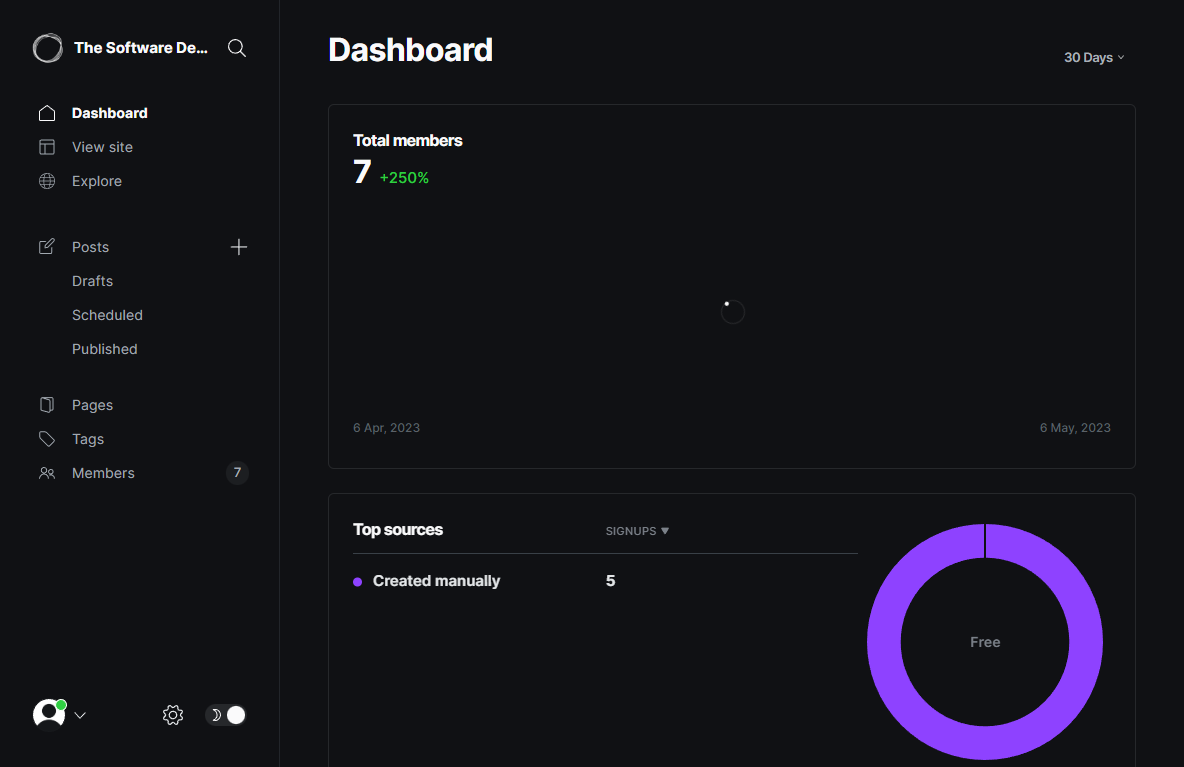 The Software De...
Dashboard
View site
Explore
Posts
Drafts
Scheduled
Published
Pages
Tags
Members
7
Dashboard
30 Days
Total members
7 +250%
6 Apr, 2023
6 May, 2023
Top sources
SIGNUPS
Created manually
5
Free